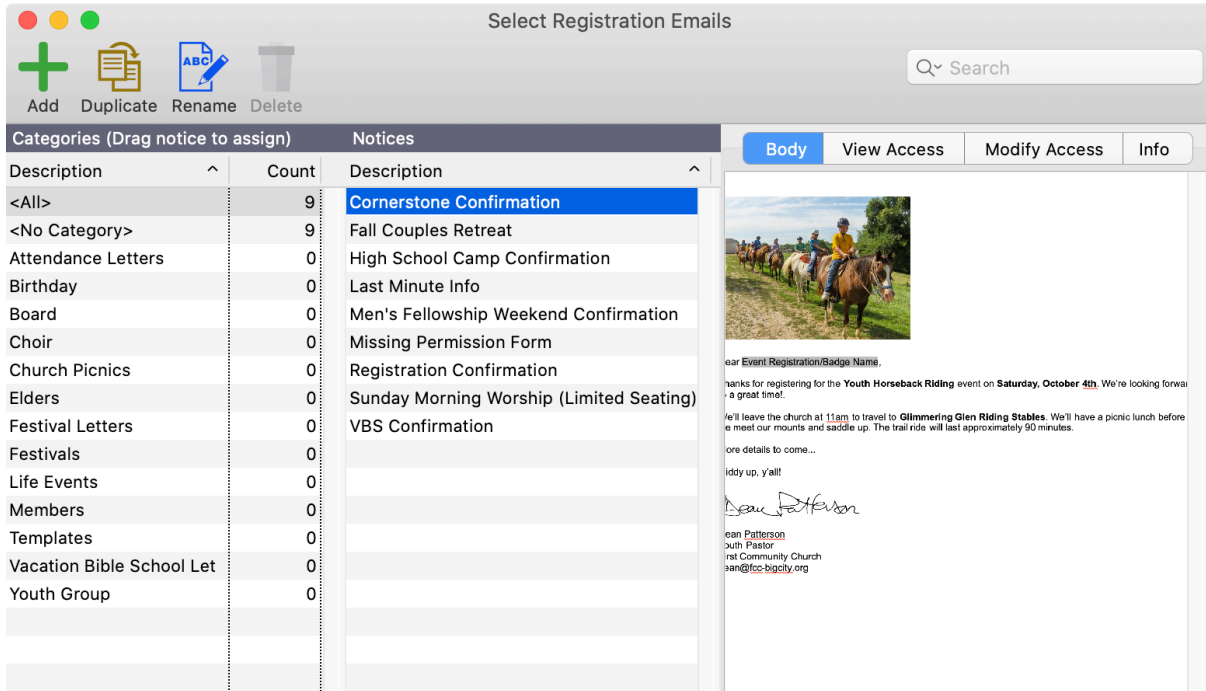 Select Registration Emails
Add Duplicate Rename Delete
ABC
Search
Categories (Drag notice to assign) Notices
Body View Access Modify Access Info
Description Count Description
<All> 9 Cornerstone Confirmation
<No Category> 9 Fall Couples Retreat
Attendance Letters 0 High School Camp Confirmation
Birthday 0 Last Minute Info
Board 0 Men's Fellowship Weekend Confirmation
Choir 0 Missing Permission Form
Church Picnics 0 Registration Confirmation
Elders 0 Sunday Morning Worship (Limited Seating)
Festival Letters 0 VBS Confirmation
Festivals 0
Life Events 0
Members 0
Templates 0
Vacation Bible School Let 0
Youth Group 0
ear Event Registration/Badge Name,
hanks for registering for the Youth Horseback Riding event on Saturday, October 4th. We're looking forwa
a great time!.
e'll leave the church at 11am to travel to Glimmering Glen Riding Stables. We'll have a picnic lunch before
e meet our mounts and saddle up. The trail ride will last approximately 90 minutes.
ore details to come...
iddy up, y'all!
Dean Patterson
ean Patterson
outh Pastor
rst Community Church
ean@fcc-bigcity.org